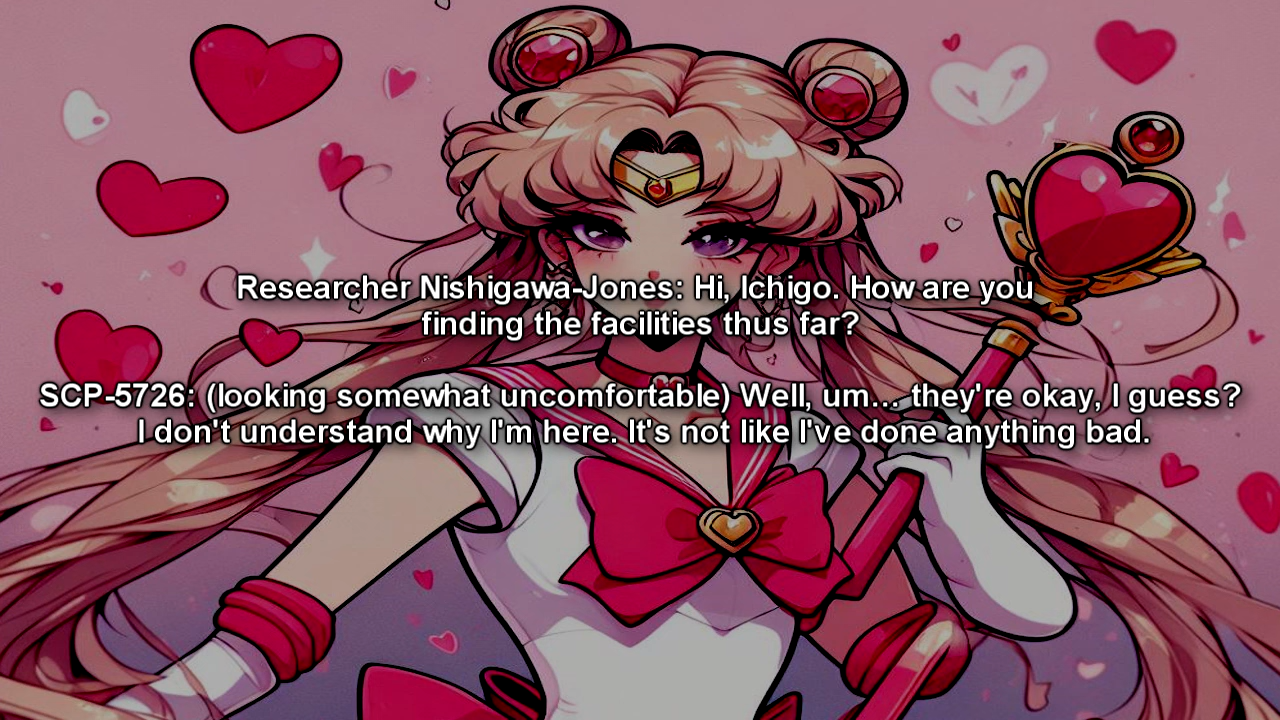 Researcher Nishigawa-Jones: Hi, Ichigo. How are you
finding the facilities thus far?
SCP-5726: (looking somewhat uncomfortable) Well, um... they're okay, I guess?
I don't understand why I'm here. It's not like I've done anything bad.